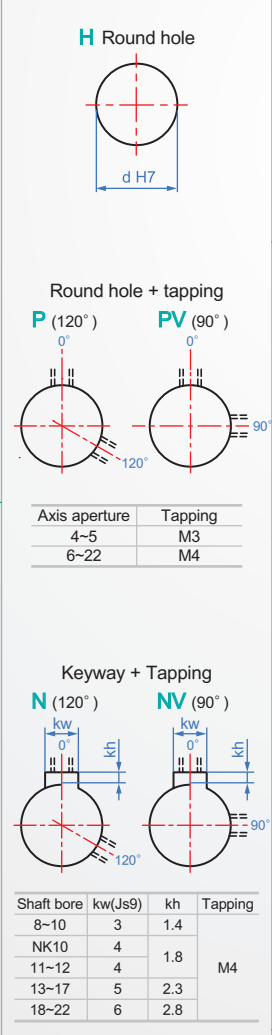 H Round hole
d H7
Round hole + tapping
P (120°) PV (90°)
0° 0°
90°
120°
Axis aperture Tapping
4~5 M3
6~22 M4
Keyway + Tapping
N (120°) NV (90°)
kw kw
0° kh 0° kh
90°
120°
Shaft bore kw(Js9) kh Tapping
8~10 3 1.4
NK10 4 1.8
11~12 4 M4
13~17 5 2.3
18~22 6 2.8